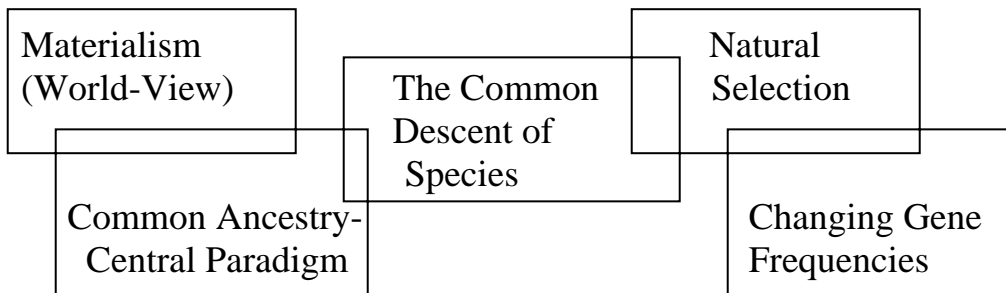 Materialism
(World-View)
The Common
Descent of
Species
Natural
Selection
Common Ancestry-
Central Paradigm
Changing Gene
Frequencies